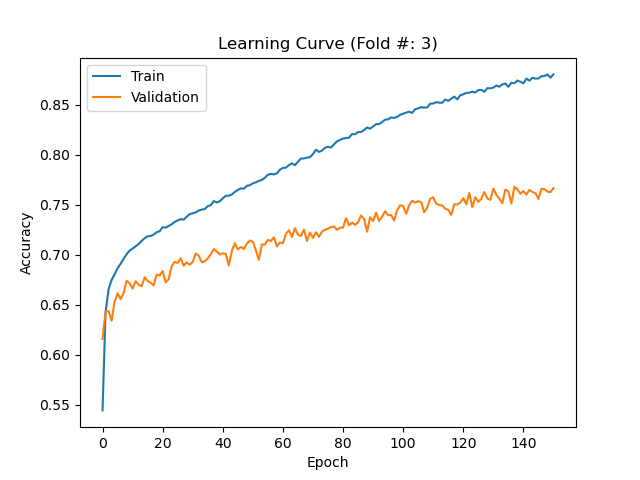 Learning Curve (Fold #: 3)
Train
Validation
Accuracy
0.85
0.80
0.75
0.70
0.65
0.60
0.55
0 20 40 60 80 100 120 140
Epoch